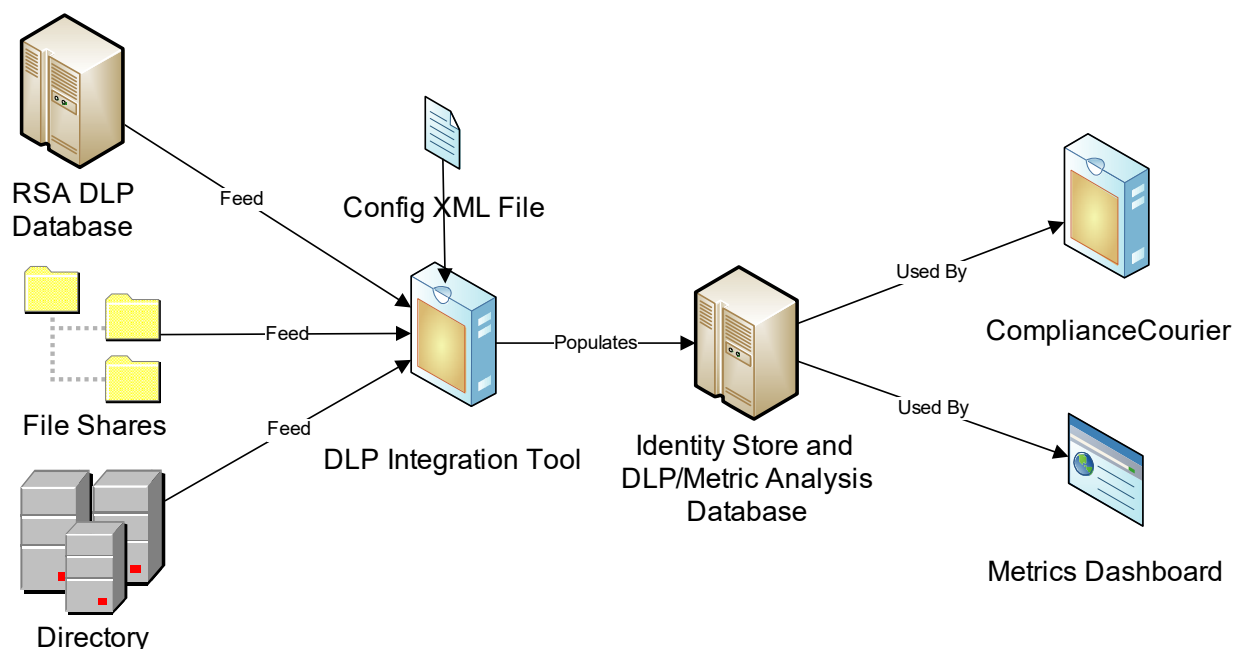 RSA DLP
Database
Feed
Config XML File
File Shares
Feed
Directory
Feed
DLP Integration Tool
Populates
Identity Store and
DLP/Metric Analysis
Database
Used By
ComplianceCourier
Used By
Metrics Dashboard